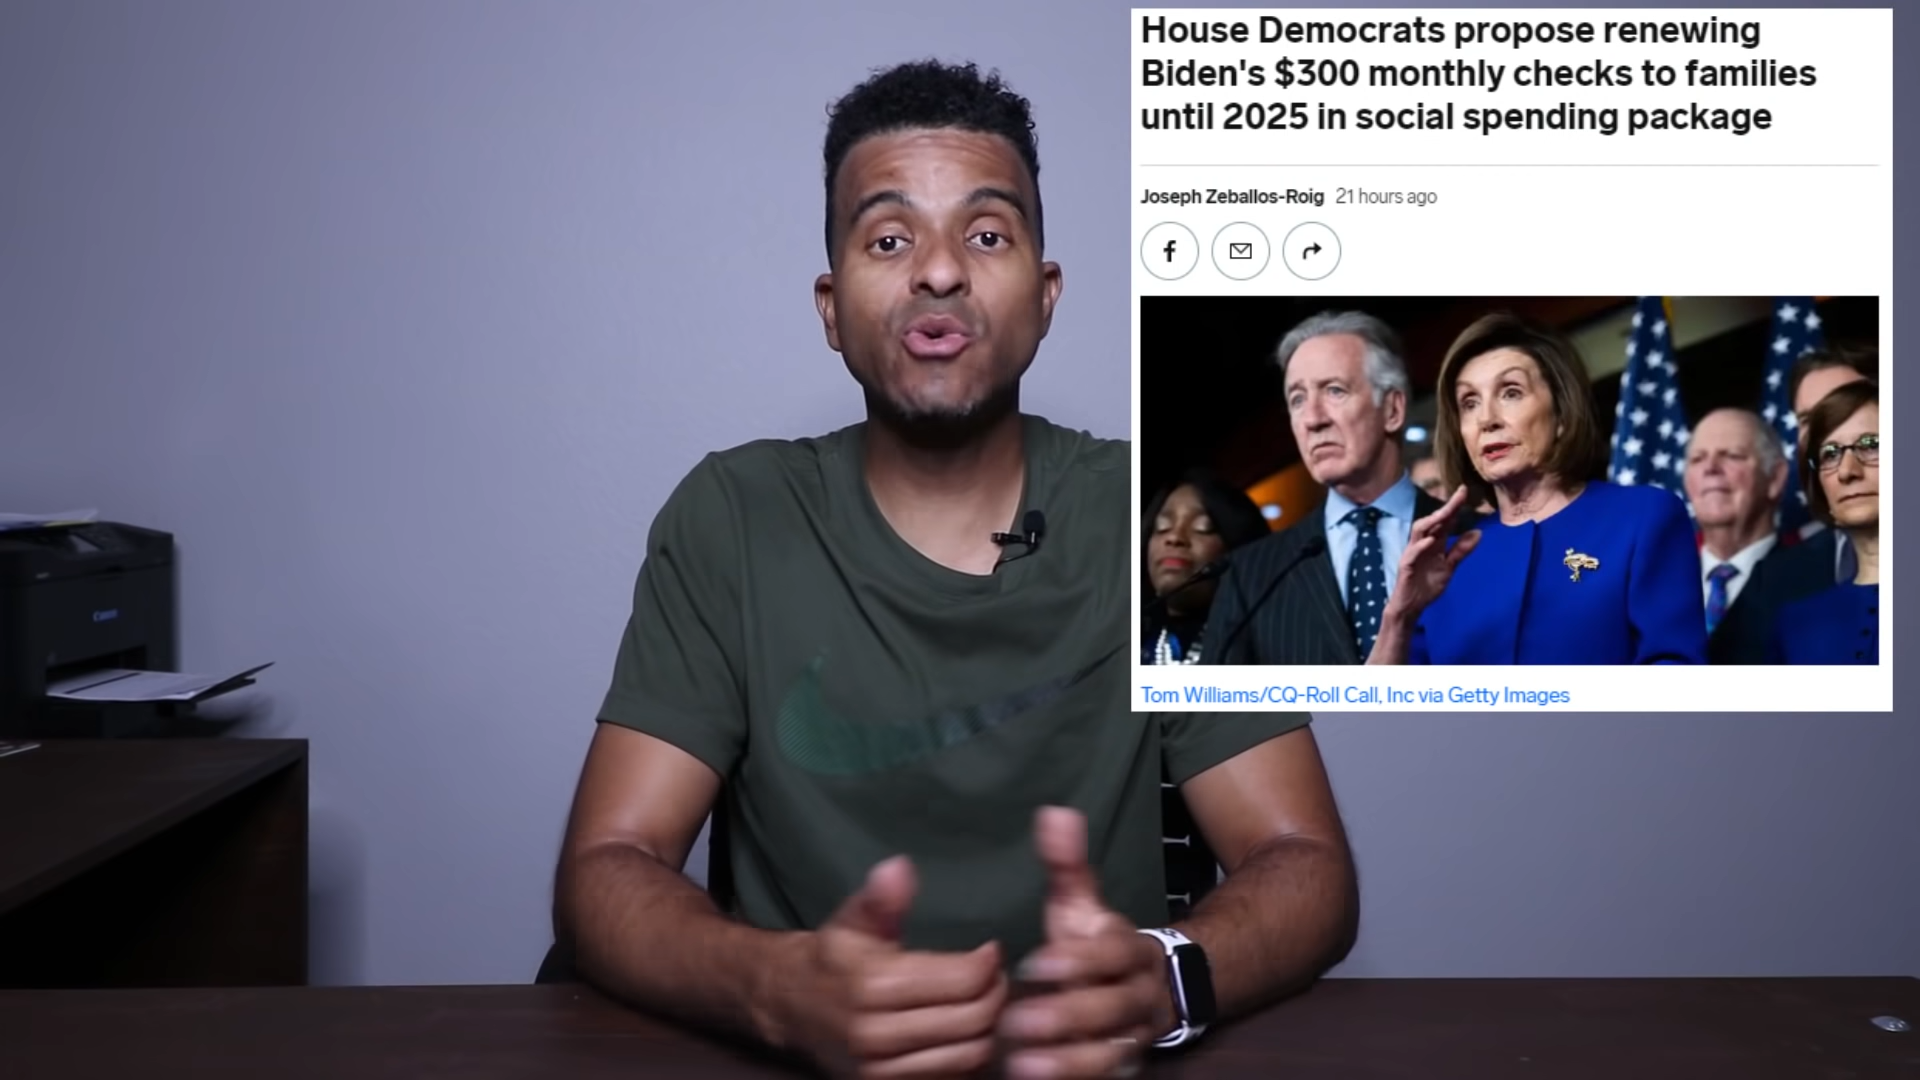 House Democrats propose renewing
Biden's $300 monthly checks to families
until 2025 in social spending package
Joseph Zeballos-Roig 21 hours ago
Tom Williams/CQ-Roll Call, Inc via Getty Images
Canon